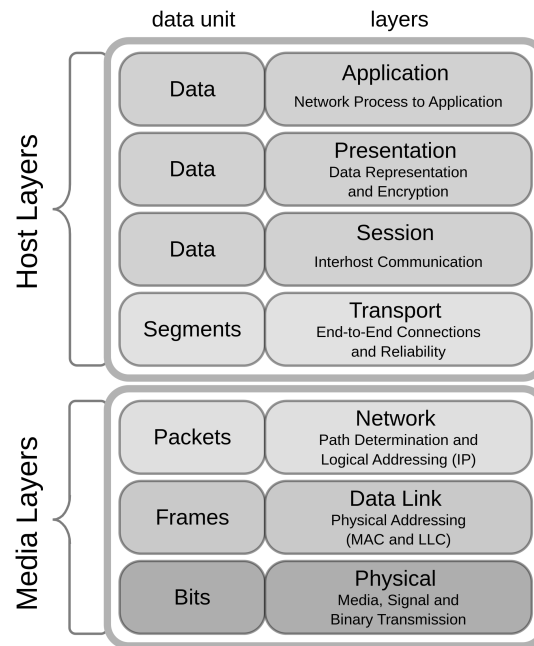 data unit layers
Host Layers
Data
Application
Network Process to Application
Data
Presentation
Data Representation
and Encryption
Data
Session
Interhost Communication
Segments
Transport
End-to-End Connections
and Reliability
Media Layers
Packets
Network
Path Determination and
Logical Addressing (IP)
Frames
Data Link
Physical Addressing
(MAC and LLC)
Bits
Physical
Media, Signal and
Binary Transmission